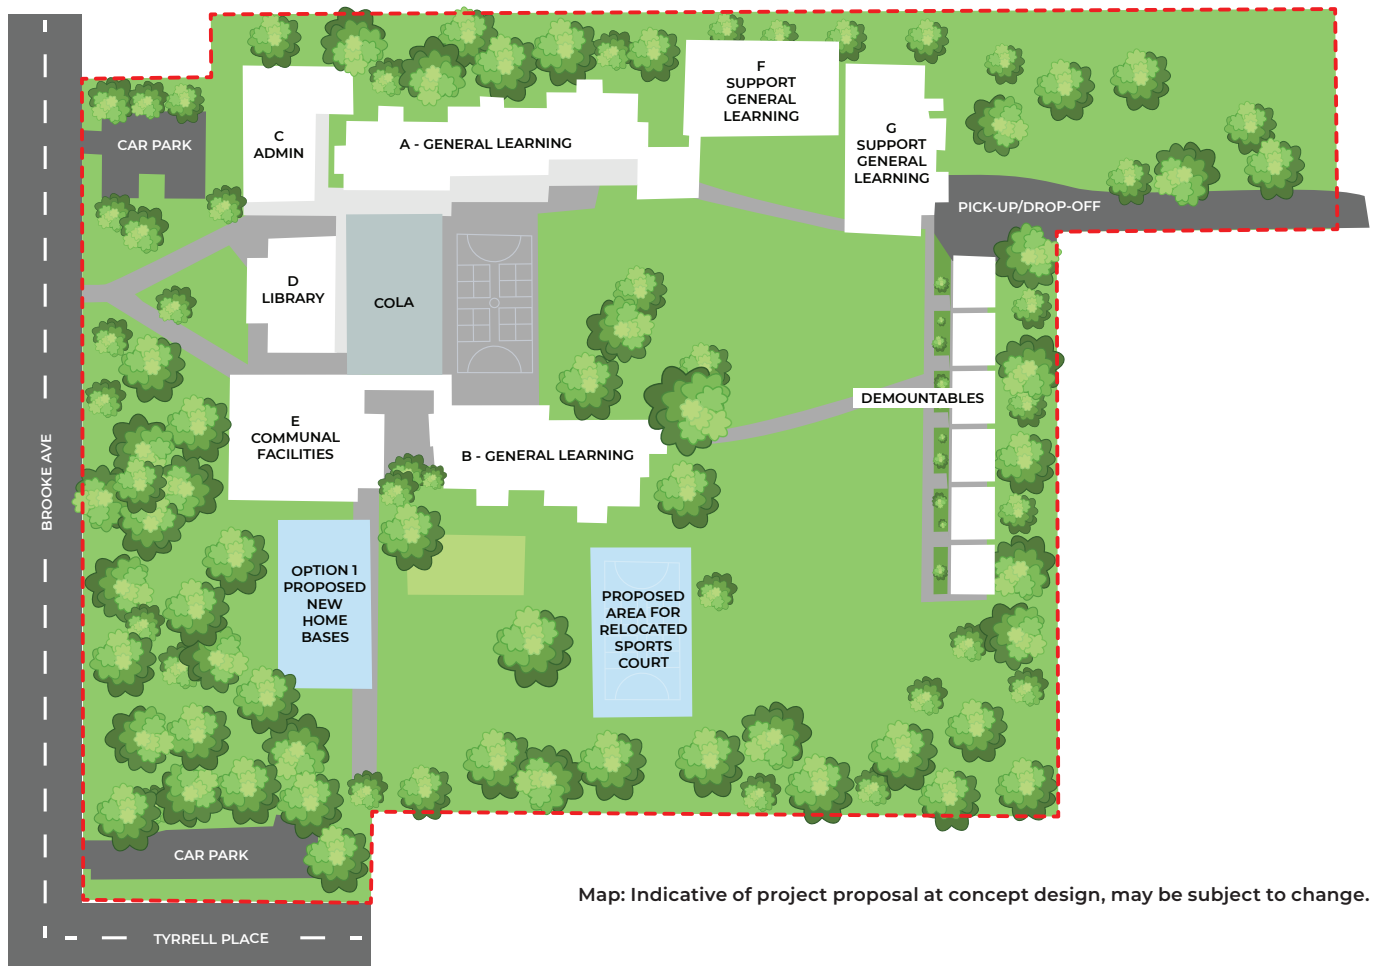 F
SUPPORT
GENERAL
LEARNING
C
ADMIN
A - GENERAL LEARNING
G
SUPPORT
GENERAL
LEARNING
CAR PARK
PICK-UP/DROP-OFF
D
LIBRARY
COLA
DEMOUNTABLES
E
COMMUNAL
FACILITIES
B - GENERAL LEARNING
BROOKE AVE
OPTION 1
PROPOSED
NEW
HOME
BASES
PROPOSED
AREA FOR
RELOCATED
SPORTS
COURT
CAR PARK
Map: Indicative of project proposal at concept design, may be subject to change.
TYRRELL PLACE